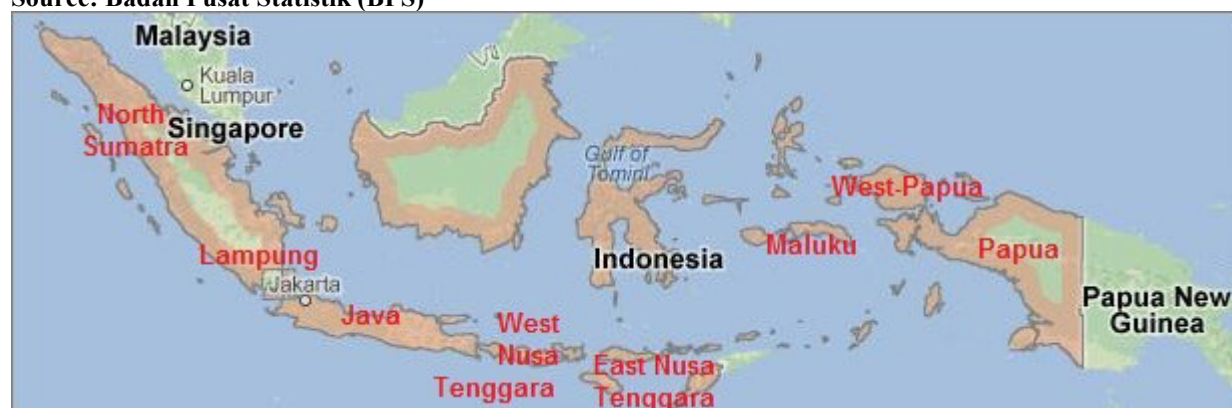 Source: Badan Pusat Statistik (BPS)
Malaysia
Kuala
Lumpur
North
Sumatra
Singapore
Gulf of
Tomini
West-Papua
Lampung
Maluku
Papua
Indonesia
Jakarta
Java
Papua New
Guinea
West
Nusa
Tenggara
East Nusa
Tenggara